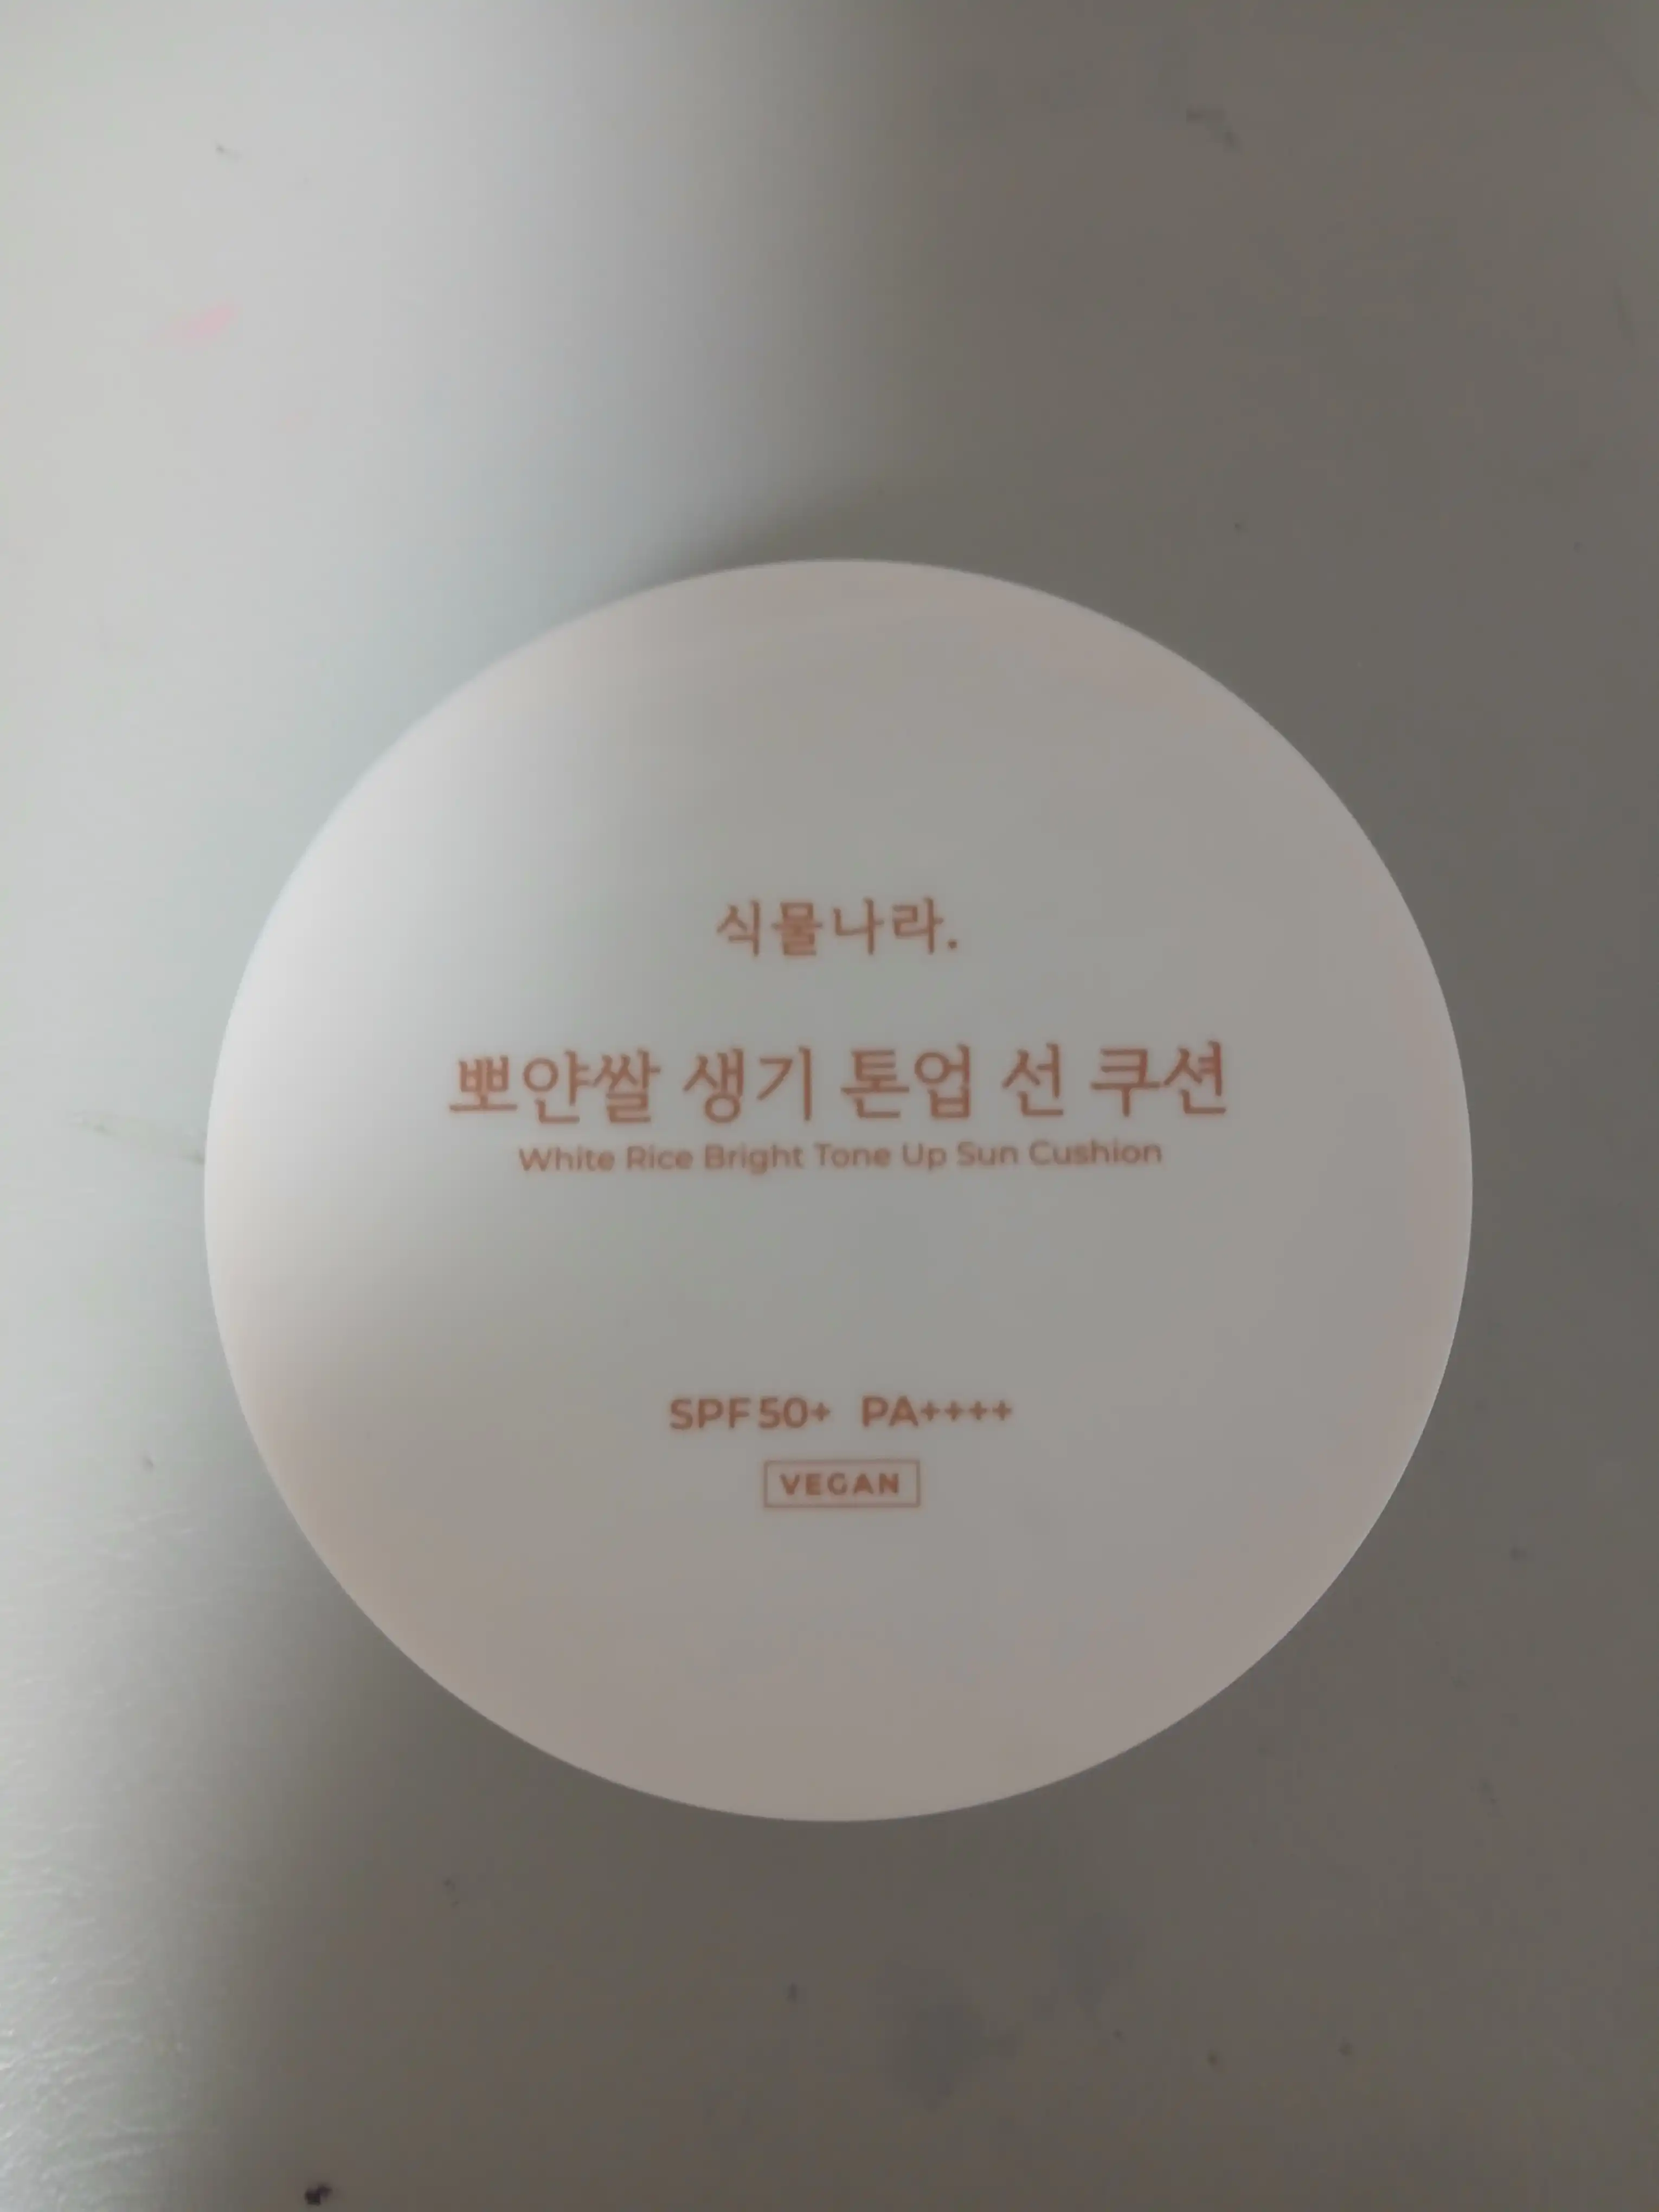 식물나라.
뽀얀쌀 생기 톤업 선 쿠션
White Rice Bright Tone Up Sun Cushion
SPF50+ PA++++
VEGAN